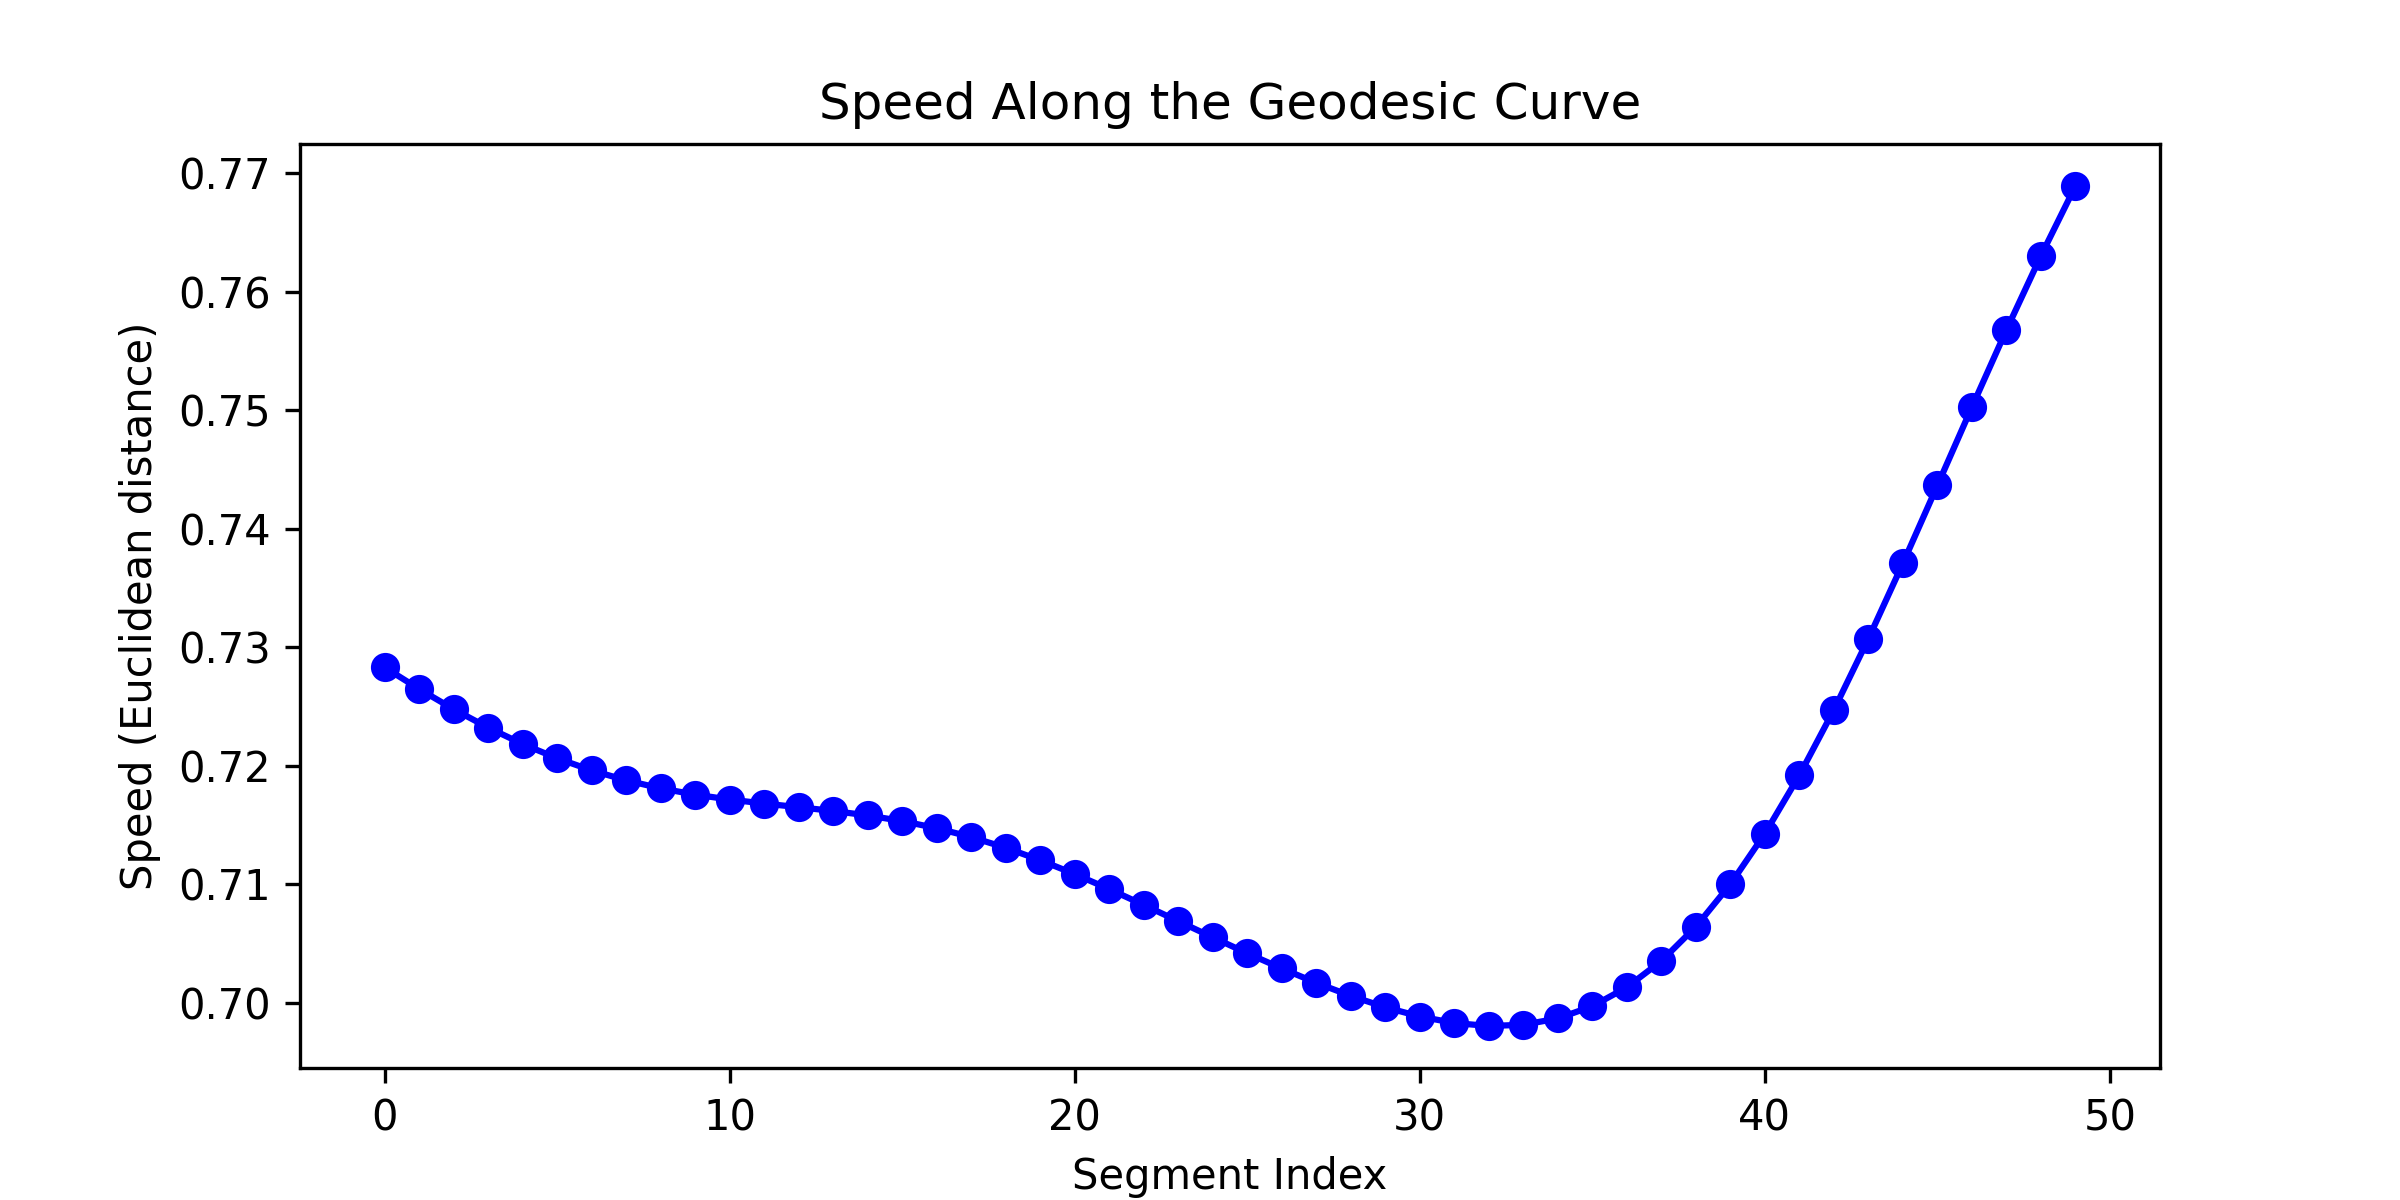 Speed Along the Geodesic Curve
0.77
0.76
0.75
0.74
0.73
0.72
0.71
0.70
Speed (Euclidean distance)
0 10 20 30 40 50
Segment Index